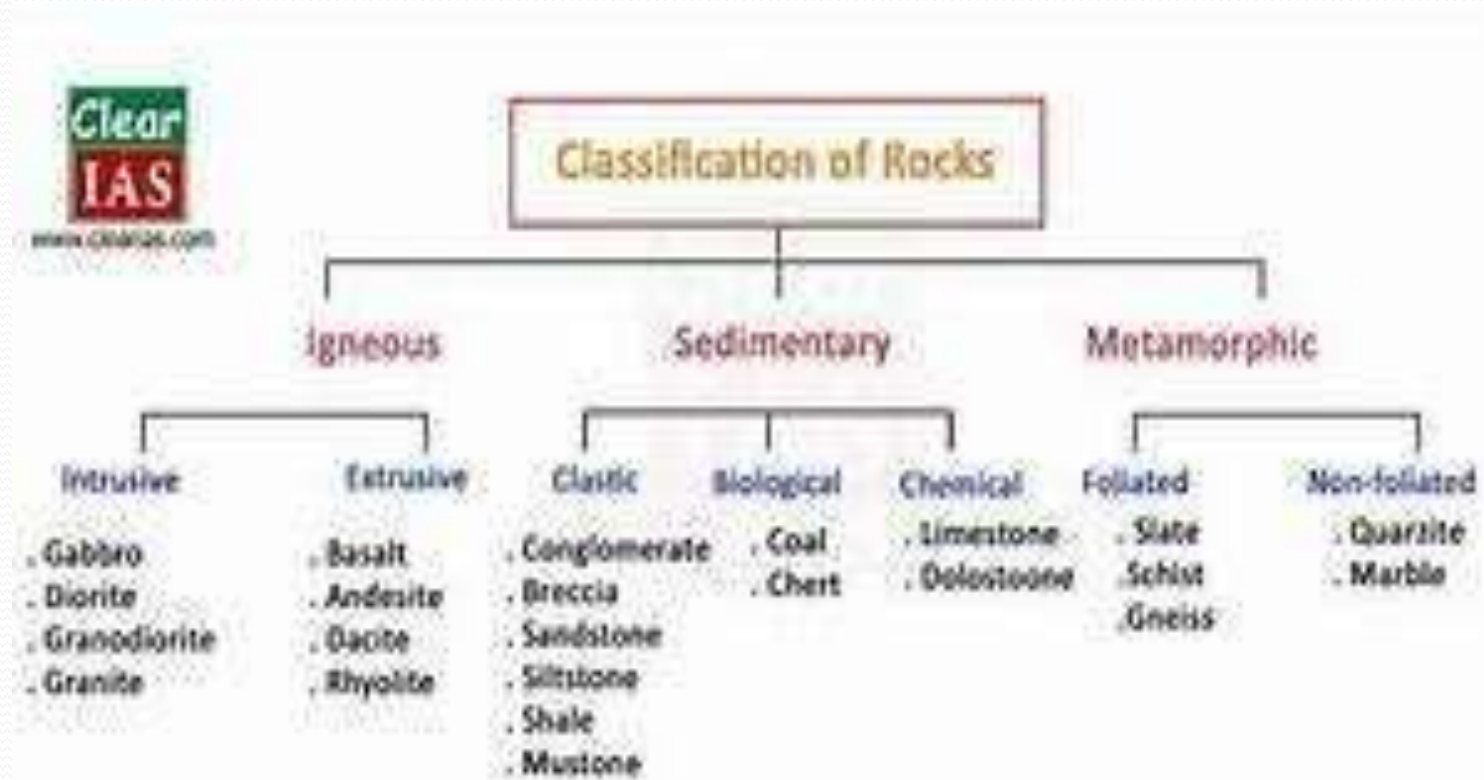 Clear
IAS
www.clearias.com
Classification of Rocks
Igneous
Sedimentary
Metamorphic
Intrusive
. Gabbro
. Diorite
. Granodiorite
. Granite
Extrusive
. Basalt
. Andesite
. Dacite
. Rhyolite
Clastic
. Conglomerate
. Breccia
. Sandstone
. Siltstone
. Shale
. Mustone
Biological
. Coal
. Chert
Chemical
. Limestone
. Dolostoone
Foliated
. Slate
.Schist
.Gneiss
Non-foliated
. Quarzite
. Marble